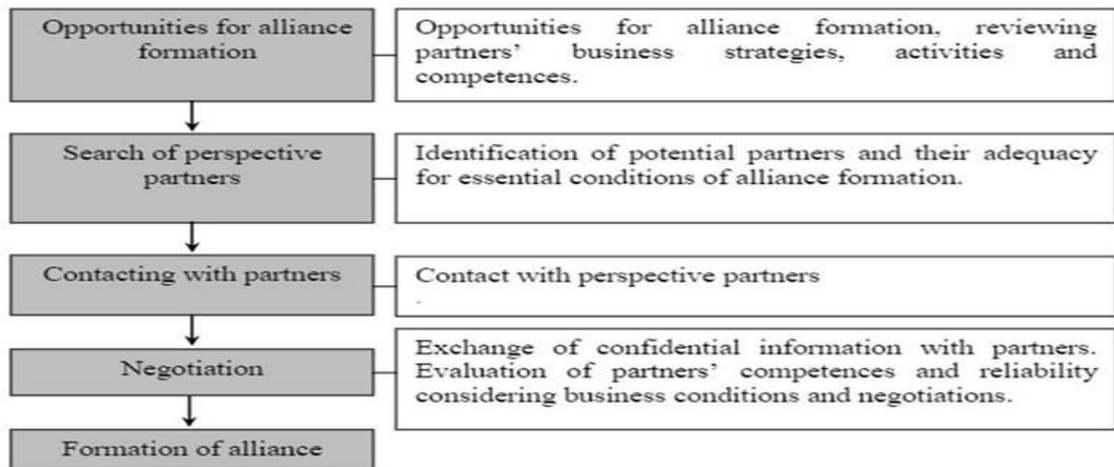 Opportunities for alliance
formation
Opportunities for alliance formation, reviewing
partners' business strategies, activities and
competences.
Search of perspective
partners
Identification of potential partners and their adequacy
for essential conditions of alliance formation.
Contacting with partners
Contact with perspective partners
.
Negotiation
Exchange of confidential information with partners.
Evaluation of partners' competences and reliability
considering business conditions and negotiations.
Formation of alliance